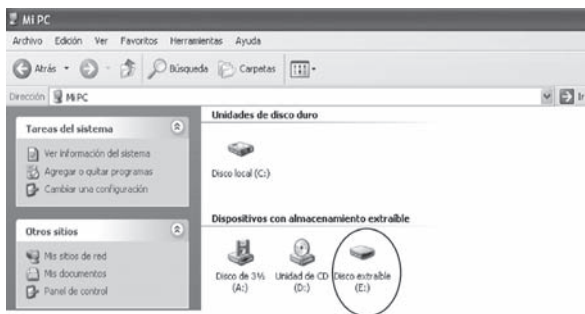 Mi PC
Archivo Edición Ver Favoritos Herramientas Ayuda
Atrás Búsqueda Carpetas
Dirección Mi PC Ir
Tareas del sistema
Ver información del sistema
Agregar o quitar programas
Cambiar una configuración
Otros sitios
Mis sitios de red
Mis documentos
Panel de control
Unidades de disco duro
Disco local (C:)
Dispositivos con almacenamiento extraíble
Disco de 3½ (A:)
Unidad de CD (D:)
Disco extraíble (E:)